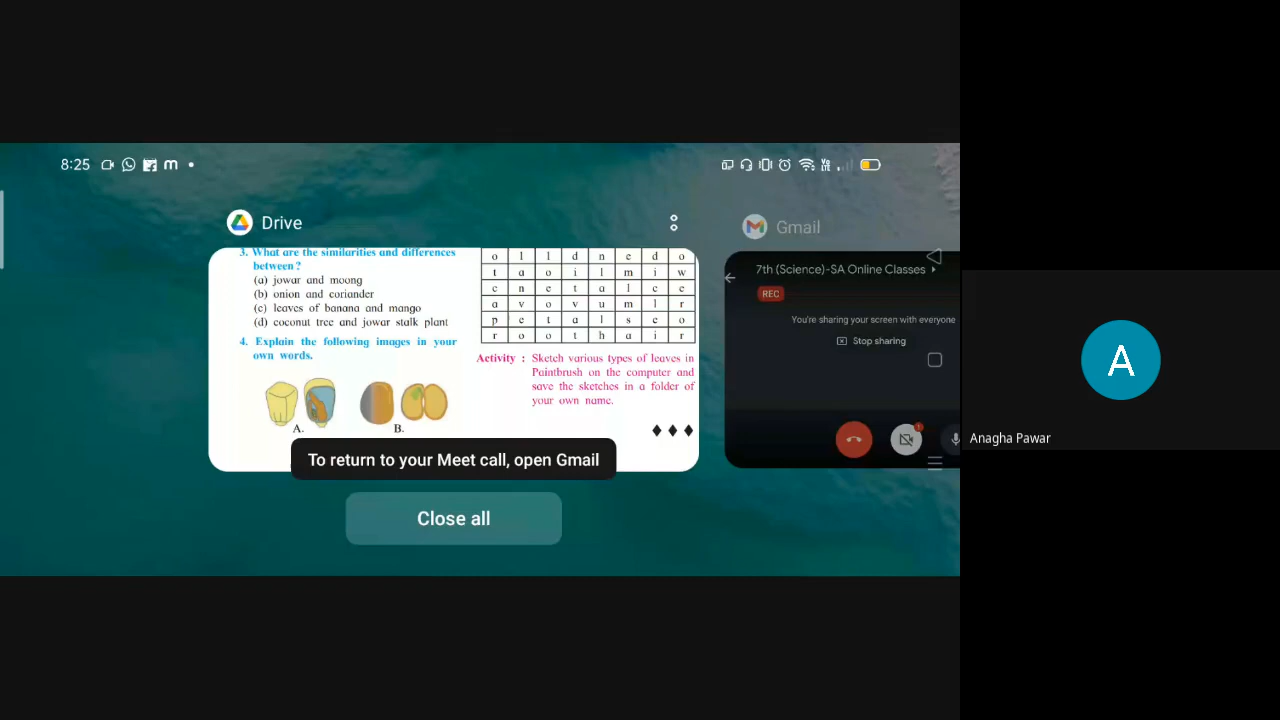 8:25
Drive
3. What are the similarities and differences
between?
(a) jowar and moong
(b) onion and coriander
(c) leaves of banana and mango
(d) coconut tree and jowar stalk plant
4. Explain the following images in your
own words.
A.
B.
o l l d n e d o
t a o i l m i w
c n e t a l c e
a v o v u m l r
p e t a l s e o
r o o t h a i r
Activity : Sketch various types of leaves in
Paintbrush on the computer and
save the sketches in a folder of
your own name.
To return to your Meet call, open Gmail
Close all
Gmail
7th (Science)-SA Online Classes
REC
You're sharing your screen with everyone
Stop sharing
A
Anagha Pawar